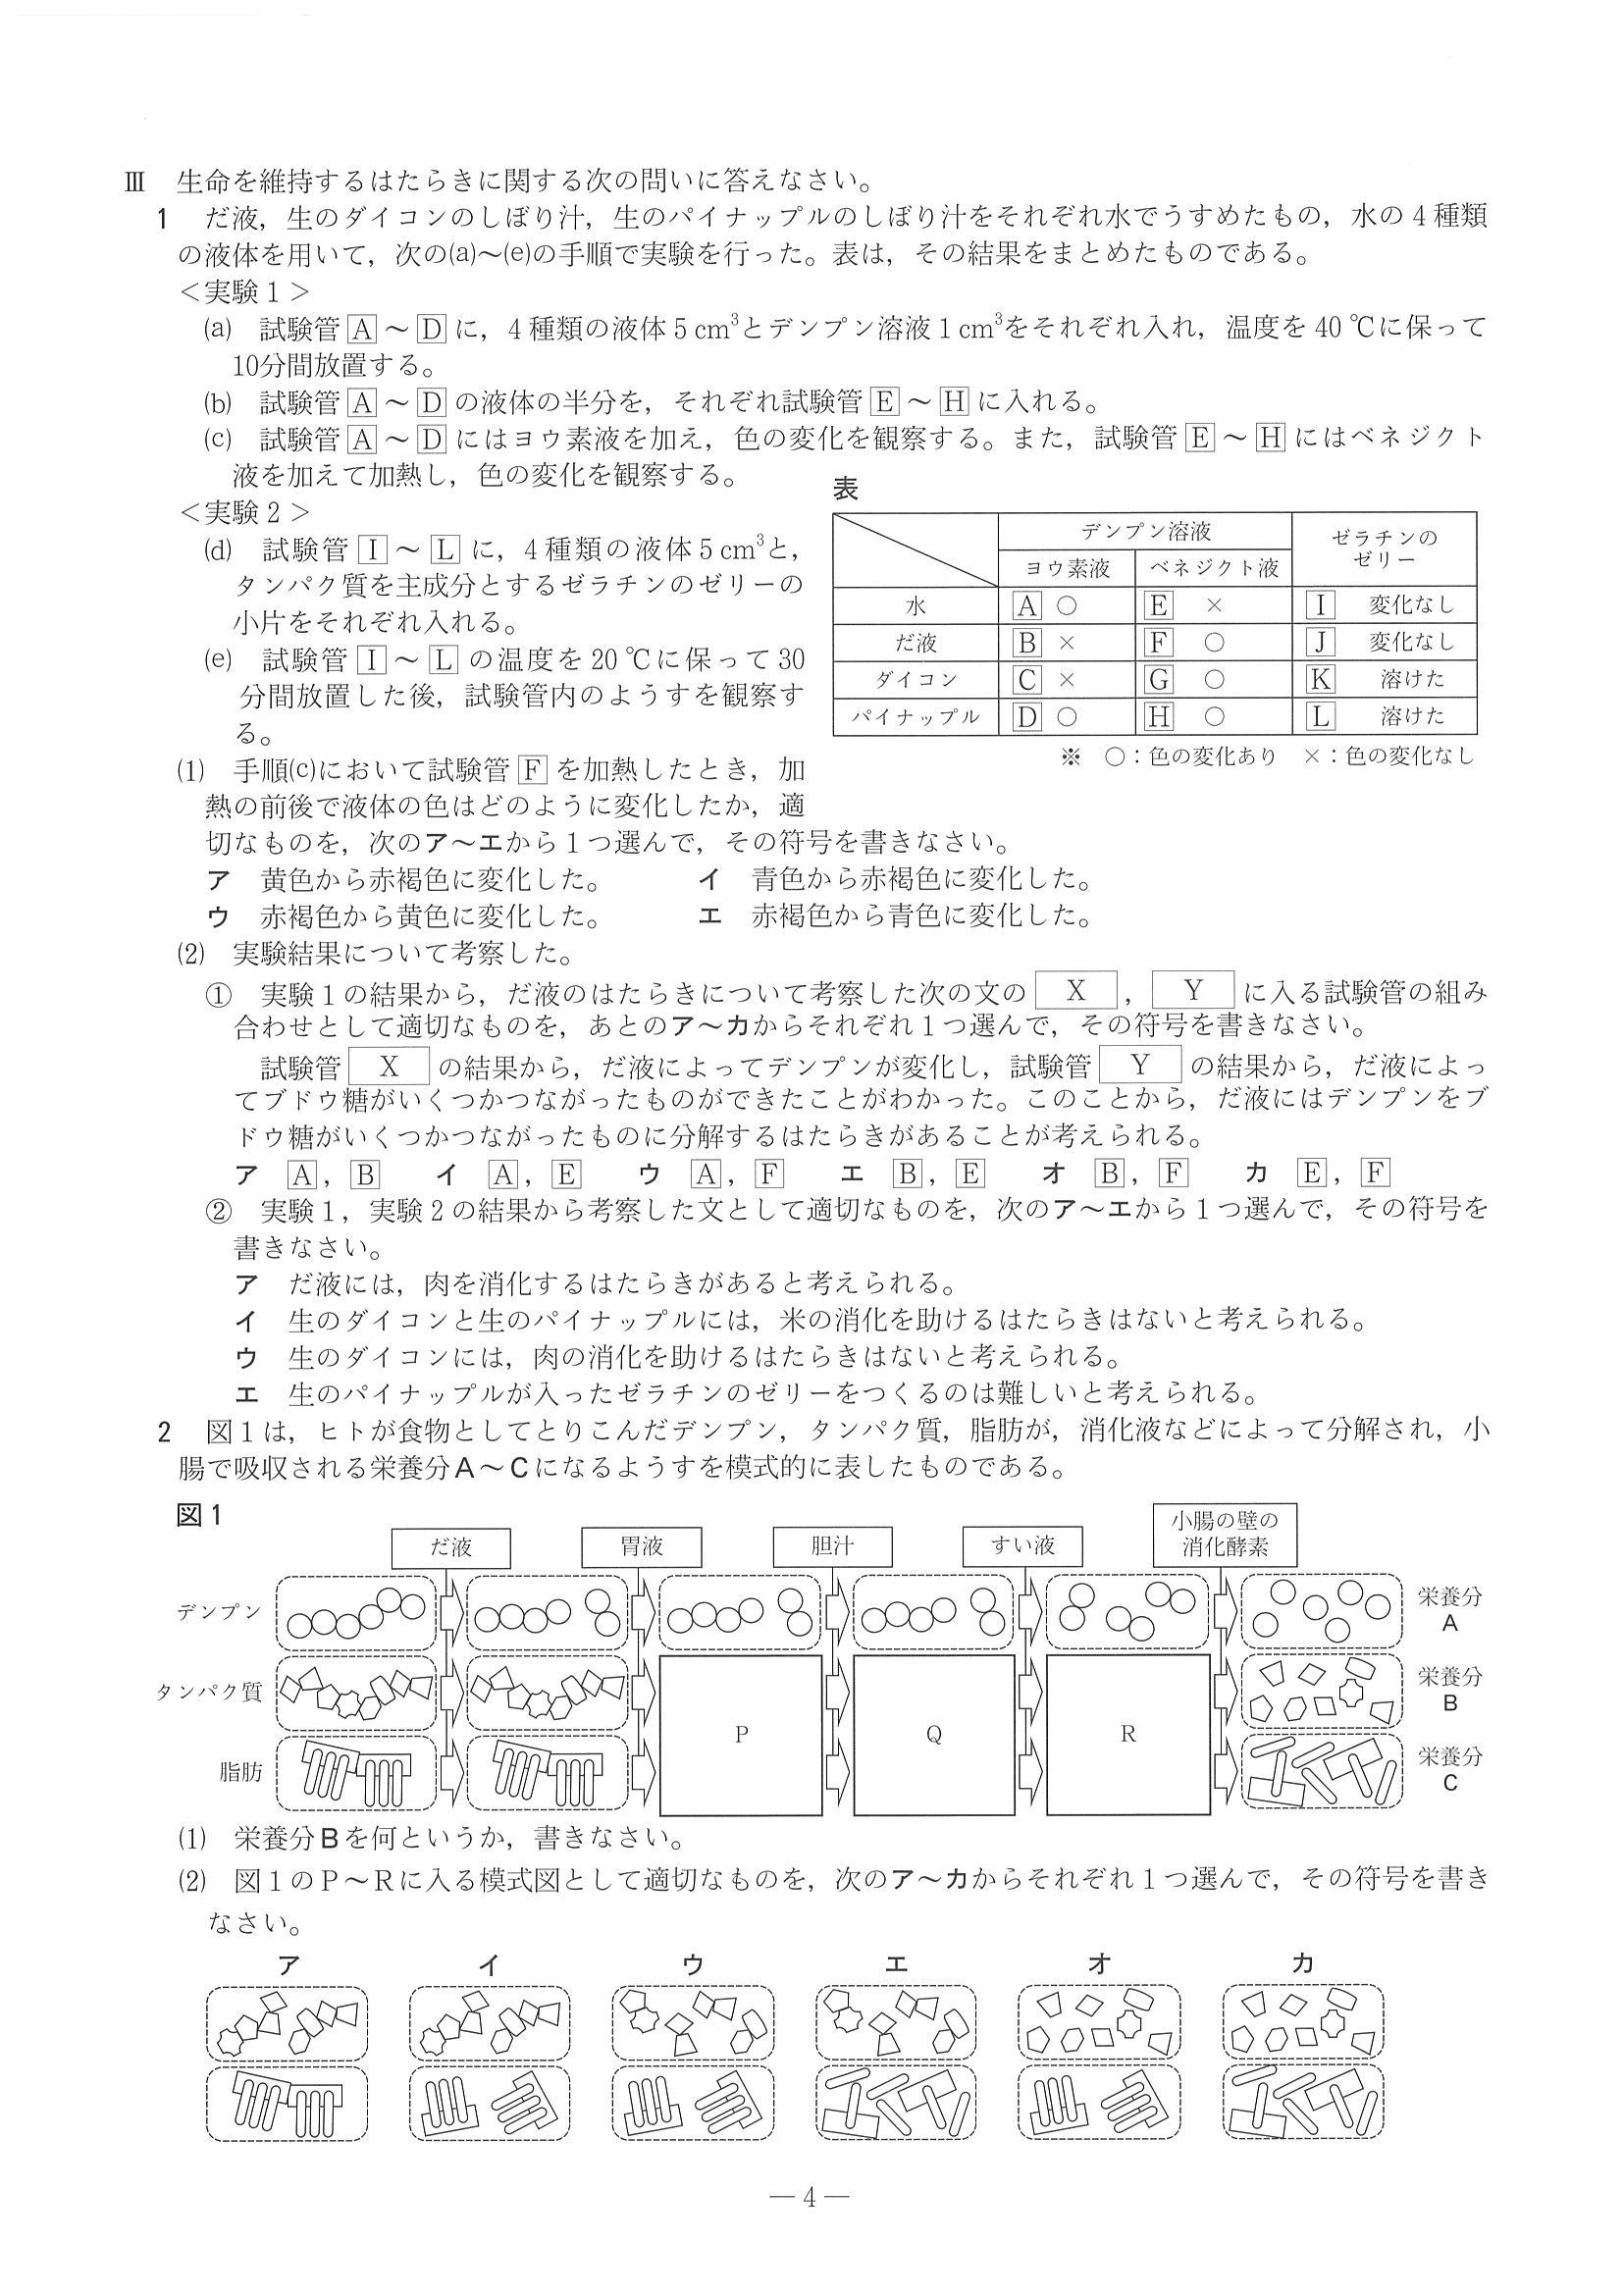 Ⅲ 生命を維持するはたらきに関する次の問いに答えなさい。
1 だ液，生のダイコンのしぼり汁，生のパイナップルのしぼり汁をそれぞれ水でうすめたもの，水の4種類
の液体を用いて，次の(a)～(e)の手順で実験を行った。表は，その結果をまとめたものである。
＜実験1＞
(a) 試験管A～Dに，4種類の液体5cm³とデンプン溶液1cm³をそれぞれ入れ，温度を40℃に保って
10分間放置する。
(b) 試験管A～Dの液体の半分を，それぞれ試験管E～Hに入れる。
(c) 試験管A～Dにはヨウ素液を加え，色の変化を観察する。また，試験管E～Hにはベネジクト
液を加えて加熱し，色の変化を観察する。
＜実験2＞
(d) 試験管I～Lに，4種類の液体5cm³と，
タンパク質を主成分とするゼラチンのゼリーの
小片をそれぞれ入れる。
(e) 試験管I～Lの温度を20℃に保って30
分間放置した後，試験管内のようすを観察す
る。
表
デンプン溶液 ゼラチンの
ゼリー
ヨウ素液 ベネジクト液
水 A ○ E × I 変化なし
だ液 B × F ○ J 変化なし
ダイコン C × G ○ K 溶けた
パイナップル D ○ H ○ L 溶けた
※ ○：色の変化あり ×：色の変化なし
(1) 手順(c)において試験管Fを加熱したとき，加
熱の前後で液体の色はどのように変化したか，適
切なものを，次のア～エから1つ選んで，その符号を書きなさい。
ア 黄色から赤褐色に変化した。 イ 青色から赤褐色に変化した。
ウ 赤褐色から黄色に変化した。 エ 赤褐色から青色に変化した。
(2) 実験結果について考察した。
① 実験1の結果から，だ液のはたらきについて考察した次の文の X ， Y に入る試験管の組み
合わせとして適切なものを，あとのア～カからそれぞれ1つ選んで，その符号を書きなさい。
試験管 X の結果から，だ液によってデンプンが変化し，試験管 Y の結果から，だ液によっ
てブドウ糖がいくつかつながったものができたことがわかった。このことから，だ液にはデンプンをブ
ドウ糖がいくつかつながったものに分解するはたらきがあることが考えられる。
ア A，B イ A，E ウ A，F エ B，E オ B，F カ E，F
② 実験1，実験2の結果から考察した文として適切なものを，次のア～エから1つ選んで，その符号を
書きなさい。
ア だ液には，肉を消化するはたらきがあると考えられる。
イ 生のダイコンと生のパイナップルには，米の消化を助けるはたらきはないと考えられる。
ウ 生のダイコンには，肉の消化を助けるはたらきはないと考えられる。
エ 生のパイナップルが入ったゼラチンのゼリーをつくるのは難しいと考えられる。
2 図1は，ヒトが食物としてとりこんだデンプン，タンパク質，脂肪が，消化液などによって分解され，小
腸で吸収される栄養分A～Cになるようすを模式的に表したものである。
図1
だ液 胃液 胆汁 すい液 小腸の壁の
消化酵素
デンプン 栄養分
A
タンパク質 P Q R 栄養分
B
脂肪 栄養分
C
(1) 栄養分Bを何というか，書きなさい。
(2) 図1のP～Rに入る模式図として適切なものを，次のア～カからそれぞれ1つ選んで，その符号を書き
なさい。
ア イ ウ エ オ カ
― 4 ―